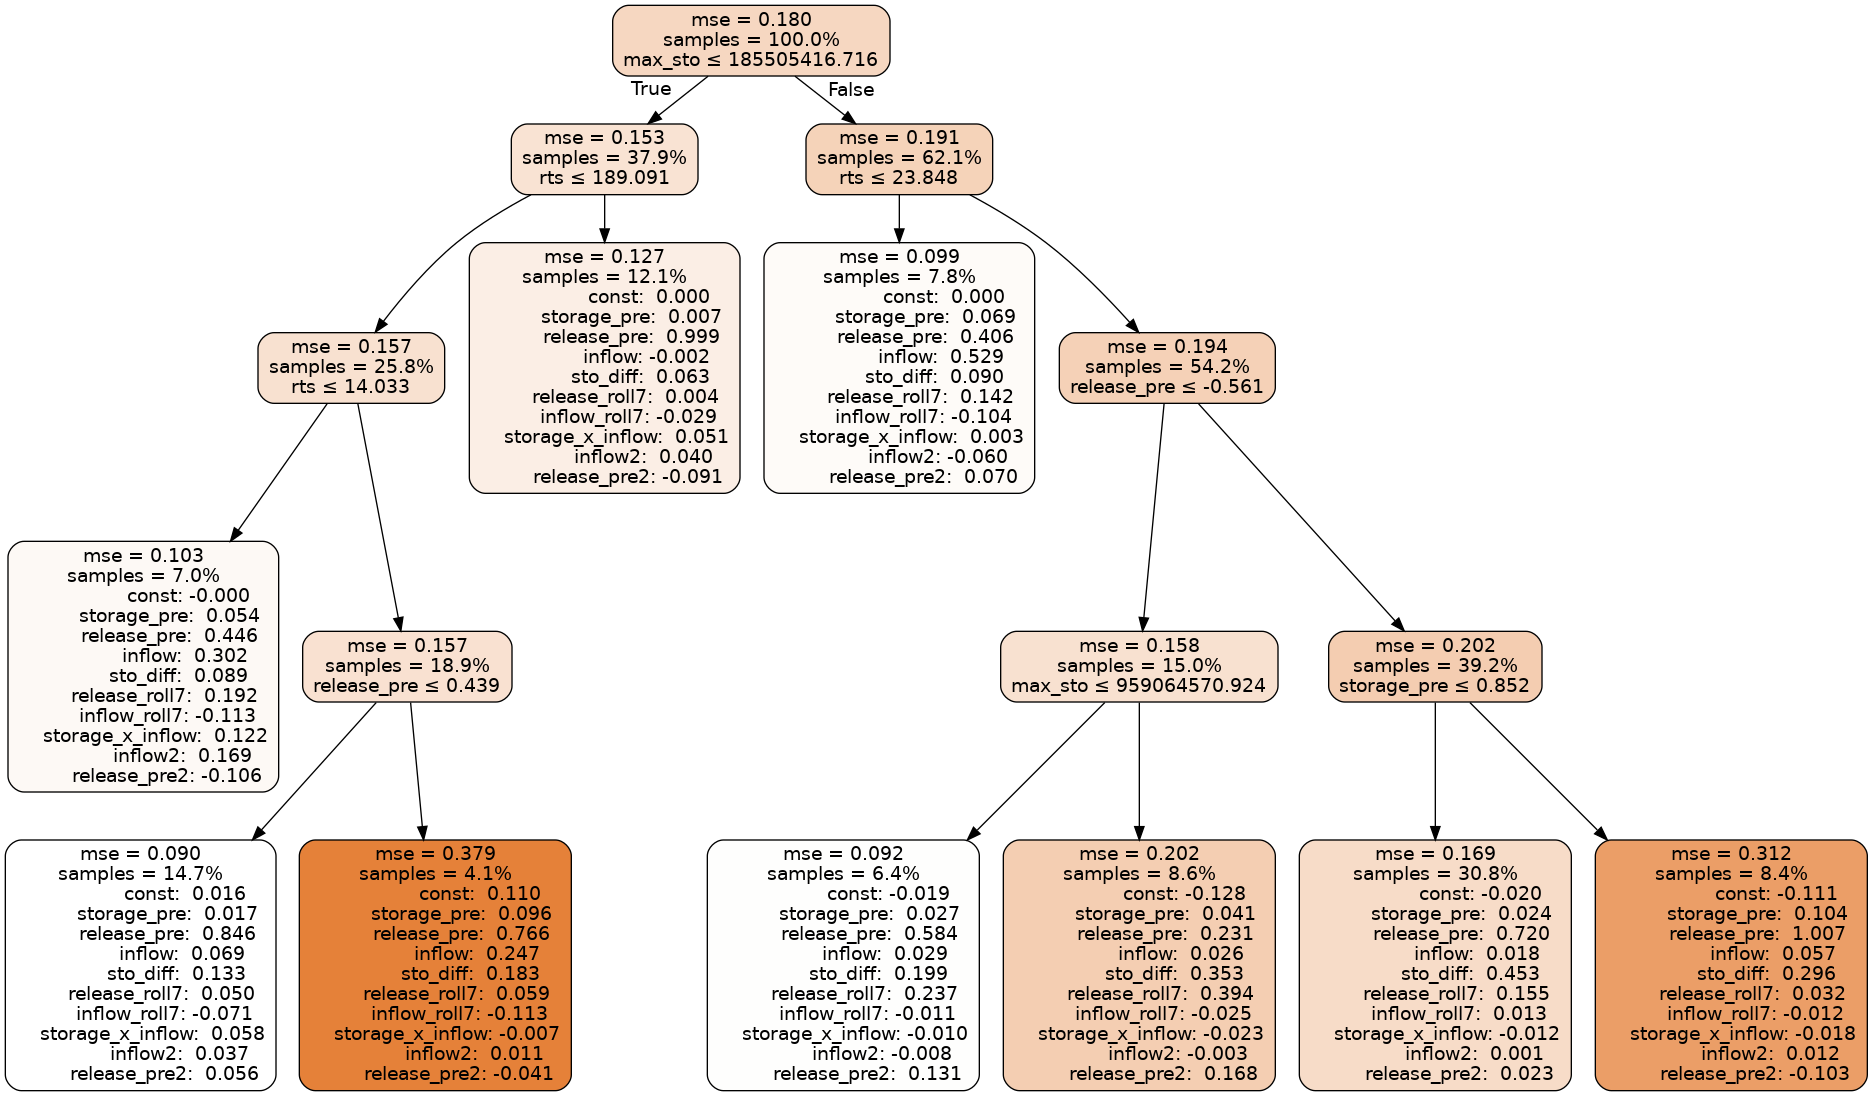 mse = 0.180
samples = 100.0%
max_sto ≤ 185505416.716
True
False
mse = 0.153
samples = 37.9%
rts ≤ 189.091
mse = 0.191
samples = 62.1%
rts ≤ 23.848
mse = 0.157
samples = 25.8%
rts ≤ 14.033
mse = 0.127
samples = 12.1%
const: 0.000
storage_pre: 0.007
release_pre: 0.999
inflow: -0.002
sto_diff: 0.063
release_roll7: 0.004
inflow_roll7: -0.029
storage_x_inflow: 0.051
inflow2: 0.040
release_pre2: -0.091
mse = 0.099
samples = 7.8%
const: 0.000
storage_pre: 0.069
release_pre: 0.406
inflow: 0.529
sto_diff: 0.090
release_roll7: 0.142
inflow_roll7: -0.104
storage_x_inflow: 0.003
inflow2: -0.060
release_pre2: 0.070
mse = 0.194
samples = 54.2%
release_pre ≤ -0.561
mse = 0.103
samples = 7.0%
const: -0.000
storage_pre: 0.054
release_pre: 0.446
inflow: 0.302
sto_diff: 0.089
release_roll7: 0.192
inflow_roll7: -0.113
storage_x_inflow: 0.122
inflow2: 0.169
release_pre2: -0.106
mse = 0.157
samples = 18.9%
release_pre ≤ 0.439
mse = 0.158
samples = 15.0%
max_sto ≤ 959064570.924
mse = 0.202
samples = 39.2%
storage_pre ≤ 0.852
mse = 0.090
samples = 14.7%
const: 0.016
storage_pre: 0.017
release_pre: 0.846
inflow: 0.069
sto_diff: 0.133
release_roll7: 0.050
inflow_roll7: -0.071
storage_x_inflow: 0.058
inflow2: 0.037
release_pre2: 0.056
mse = 0.379
samples = 4.1%
const: 0.110
storage_pre: 0.096
release_pre: 0.766
inflow: 0.247
sto_diff: 0.183
release_roll7: 0.059
inflow_roll7: -0.113
storage_x_inflow: -0.007
inflow2: 0.011
release_pre2: -0.041
mse = 0.092
samples = 6.4%
const: -0.019
storage_pre: 0.027
release_pre: 0.584
inflow: 0.029
sto_diff: 0.199
release_roll7: 0.237
inflow_roll7: -0.011
storage_x_inflow: -0.010
inflow2: -0.008
release_pre2: 0.131
mse = 0.202
samples = 8.6%
const: -0.128
storage_pre: 0.041
release_pre: 0.231
inflow: 0.026
sto_diff: 0.353
release_roll7: 0.394
inflow_roll7: -0.025
storage_x_inflow: -0.023
inflow2: -0.003
release_pre2: 0.168
mse = 0.169
samples = 30.8%
const: -0.020
storage_pre: 0.024
release_pre: 0.720
inflow: 0.018
sto_diff: 0.453
release_roll7: 0.155
inflow_roll7: 0.013
storage_x_inflow: -0.012
inflow2: 0.001
release_pre2: 0.023
mse = 0.312
samples = 8.4%
const: -0.111
storage_pre: 0.104
release_pre: 1.007
inflow: 0.057
sto_diff: 0.296
release_roll7: 0.032
inflow_roll7: -0.012
storage_x_inflow: -0.018
inflow2: 0.012
release_pre2: -0.103